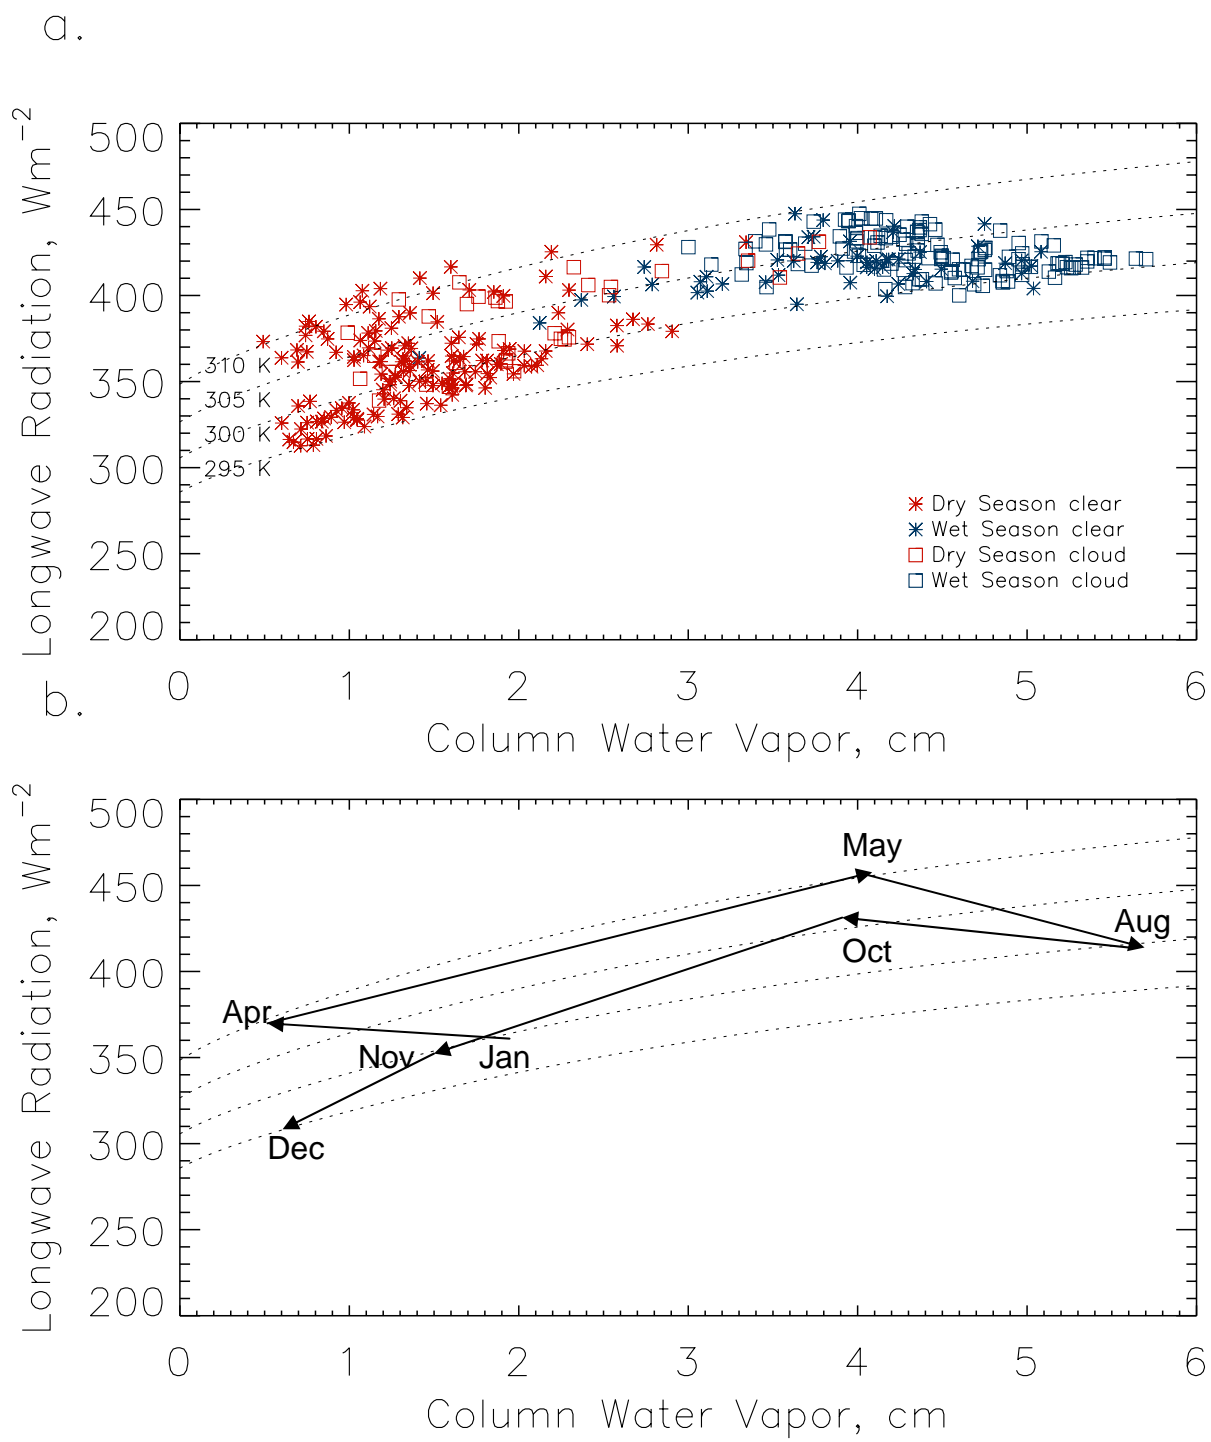 a.
Longwave Radiation, Wm⁻²
500
450
400
350
300
250
200
310 K
305 K
300 K
295 K
Dry Season clear
Wet Season clear
Dry Season cloud
Wet Season cloud
0 1 2 3 4 5 6
Column Water Vapor, cm
b.
Longwave Radiation, Wm⁻²
500
450
400
350
300
250
200
May
Aug
Oct
Apr
Nov
Jan
Dec
0 1 2 3 4 5 6
Column Water Vapor, cm